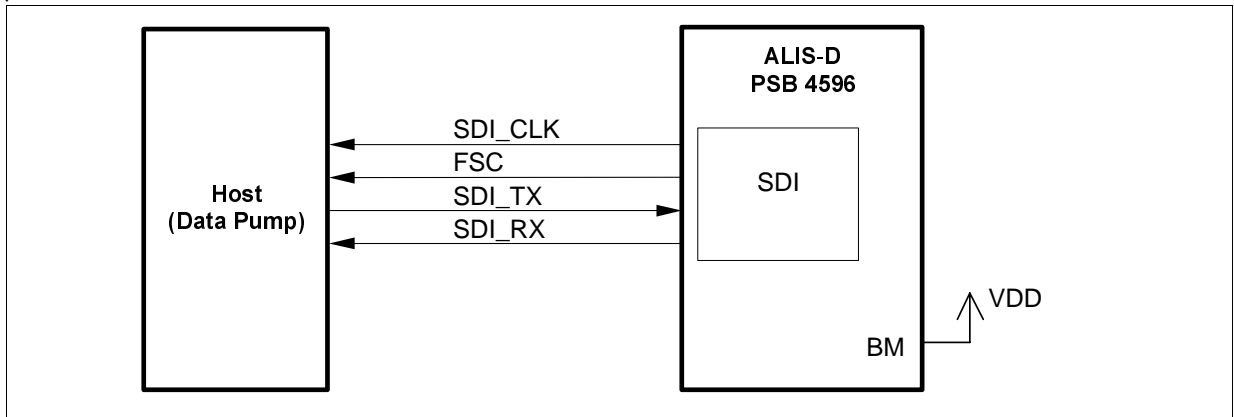 ALIS-D
PSB 4596
SDI_CLK
FSC
SDI_TX
SDI_RX
Host
(Data Pump)
SDI
VDD
BM